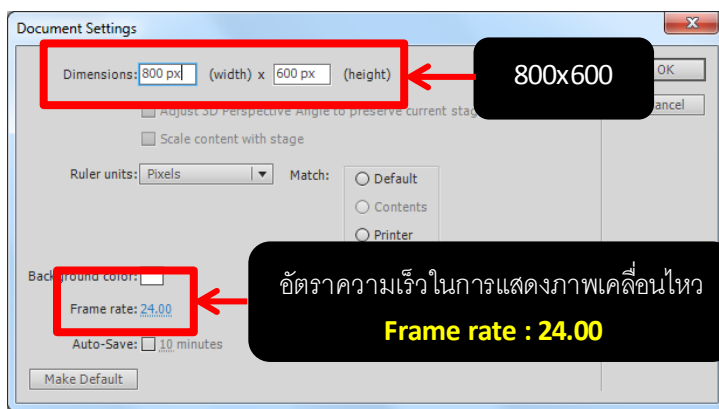 Document Settings
Dimensions: 800 px (width) x 600 px (height)
800x600
OK
Adjust 3D Perspective Angle to preserve current stag
ancel
Scale content with stage
Ruler units: Pixels Match: Default
Contents
Printer
Background color:
อัตราความเร็วในการแสดงภาพเคลื่อนไหว
Frame rate: 24.00
Frame rate : 24.00
Auto-Save: 10 minutes
Make Default